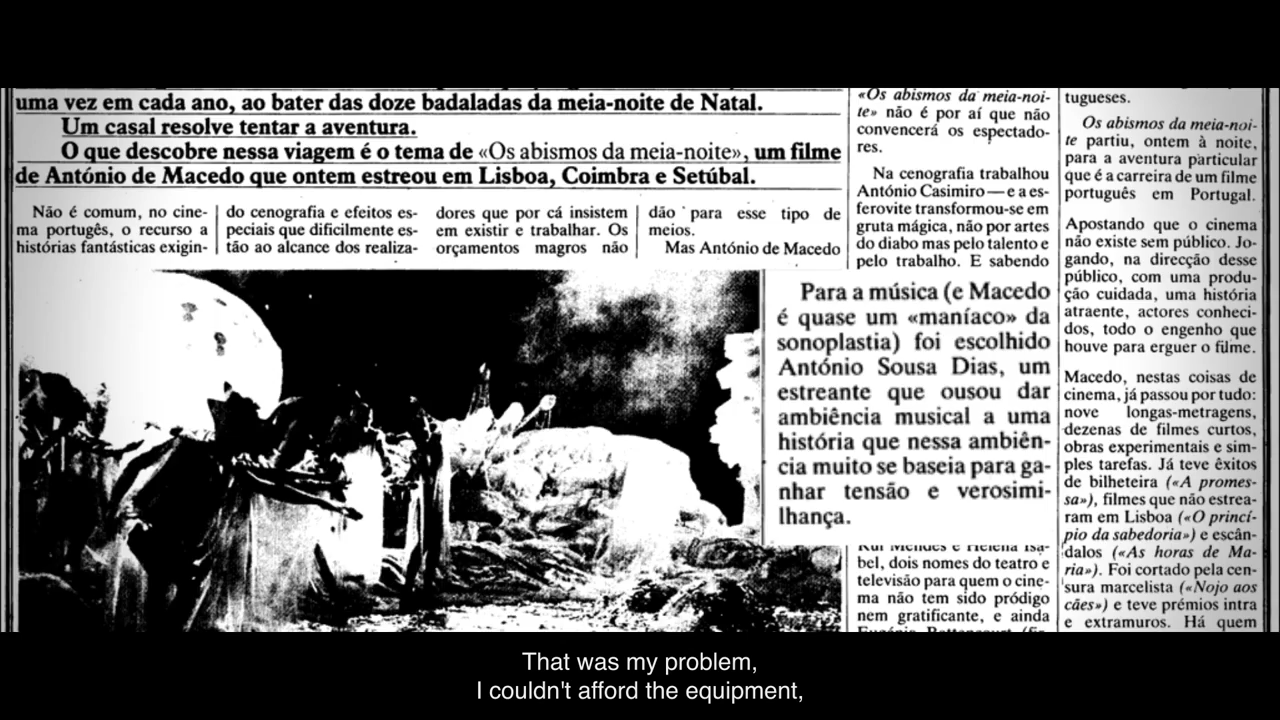 uma vez em cada ano, ao bater das doze badaladas da meia-noite de Natal.
Um casal resolve tentar a aventura.
O que descobre nessa viagem é o tema de «Os abismos da meia-noite», um filme
de António de Macedo que ontem estreou em Lisboa, Coimbra e Setúbal.
Não é comum, no cine-
ma portugês, o recurso a
histórias fantásticas exigin-
do cenografia e efeitos es-
peciais que dificilmente es-
tão ao alcance dos realiza-
dores que por cá insistem
em existir e trabalhar. Os
orçamentos magros não
dão para esse tipo de
meios.
Mas António de Macedo
«Os abismos da meia-noi-
te» não é por aí que não
convencerá os espectado-
res.
Na cenografia trabalhou
António Casimiro — e a es-
ferovite transformou-se em
gruta mágica, não por artes
do diabo mas pelo talento e
pelo trabalho. E sabendo
Para a música (e Macedo
é quase um «maníaco» da
sonoplastia) foi escolhido
António Sousa Dias, um
estreante que ousou dar
ambiência musical a uma
história que nessa ambiên-
cia muito se baseia para ga-
nhar tensão e verosimi-
lhança.
Rui Mendes e Helena Isa-
bel, dois nomes do teatro e
televisão para quem o cine-
ma não tem sido pródigo
nem gratificante, e ainda
tugueses.
Os abismos da meia-noi-
te partiu, ontem à noite,
para a aventura particular
que é a carreira de um filme
português em Portugal.
Apostando que o cinema
não existe sem público. Jo-
gando, na direcção desse
público, com uma produ-
ção cuidada, uma história
atraente, actores conheci-
dos, todo o engenho que
houve para erguer o filme.
Macedo, nestas coisas de
cinema, já passou por tudo:
nove longas-metragens,
dezenas de filmes curtos,
obras experimentais e sim-
ples tarefas. Já teve êxitos
de bilheteira («A promes-
sa»), filmes que não estrea-
ram em Lisboa («O princí-
pio da sabedoria») e escân-
dalos («As horas de Ma-
ria»). Foi cortado pela cen-
sura marcelista («Nojo aos
cães») e teve prémios intra
e extramuros. Há quem
That was my problem,
I couldn't afford the equipment,